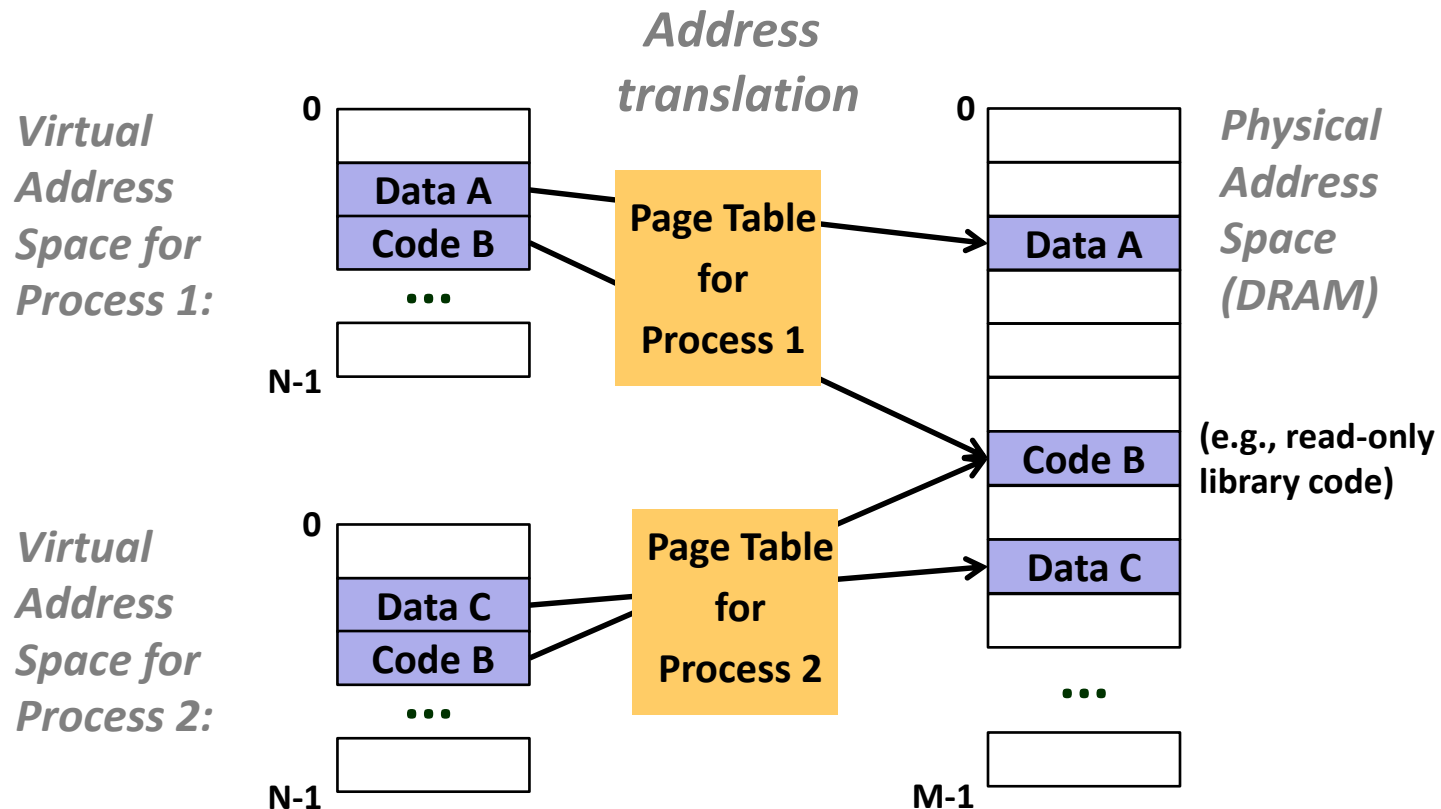 Address
translation
Virtual
Address
Space for
Process 1:
0
Data A
Code B
...
N-1
Page Table
for
Process 1
0
Data A
Code B
Data C
...
M-1
Physical
Address
Space
(DRAM)
(e.g., read-only
library code)
Virtual
Address
Space for
Process 2:
0
Data C
Code B
...
N-1
Page Table
for
Process 2